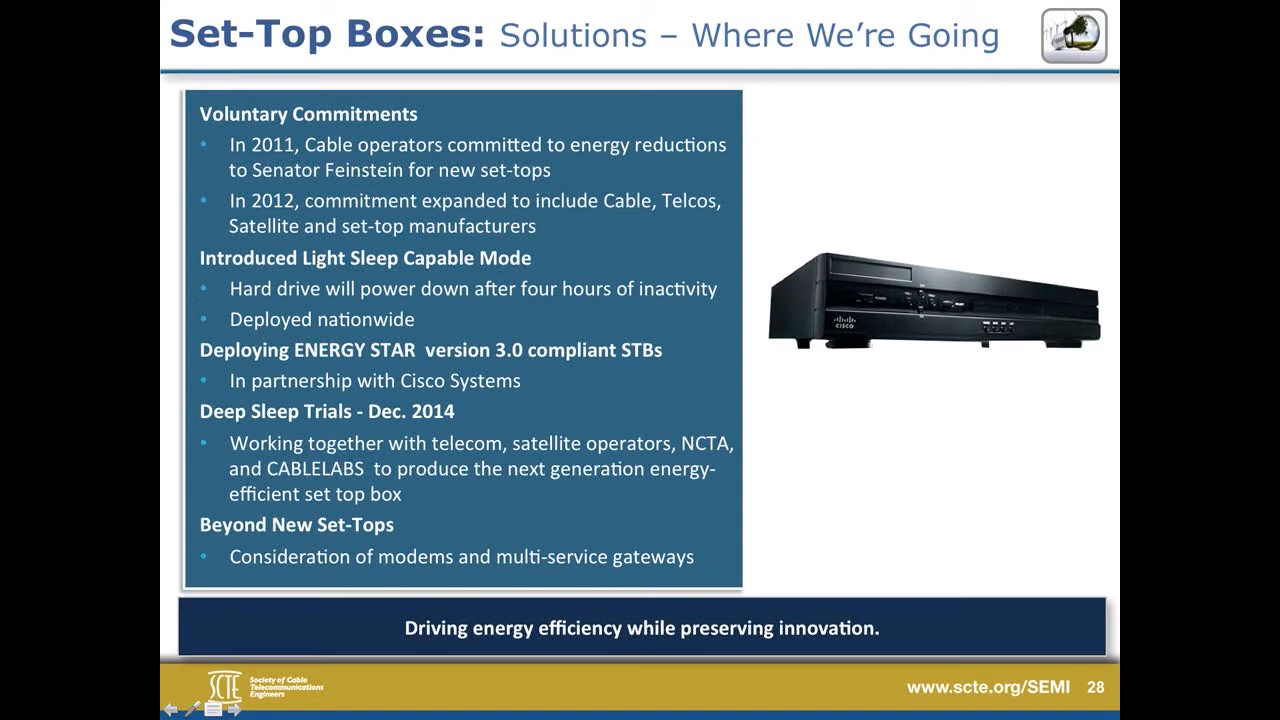 Set-Top Boxes: Solutions – Where We’re Going
Voluntary Commitments
• In 2011, Cable operators committed to energy reductions
to Senator Feinstein for new set-tops
• In 2012, commitment expanded to include Cable, Telcos,
Satellite and set-top manufacturers
Introduced Light Sleep Capable Mode
• Hard drive will power down after four hours of inactivity
• Deployed nationwide
Deploying ENERGY STAR version 3.0 compliant STBs
• In partnership with Cisco Systems
Deep Sleep Trials - Dec. 2014
• Working together with telecom, satellite operators, NCTA,
and CABLELABS to produce the next generation energy-
efficient set top box
Beyond New Set-Tops
• Consideration of modems and multi-service gateways
POWER
CISCO
Driving energy efficiency while preserving innovation.
SCTE
Society of Cable
Telecommunications
Engineers
www.scte.org/SEMI 28